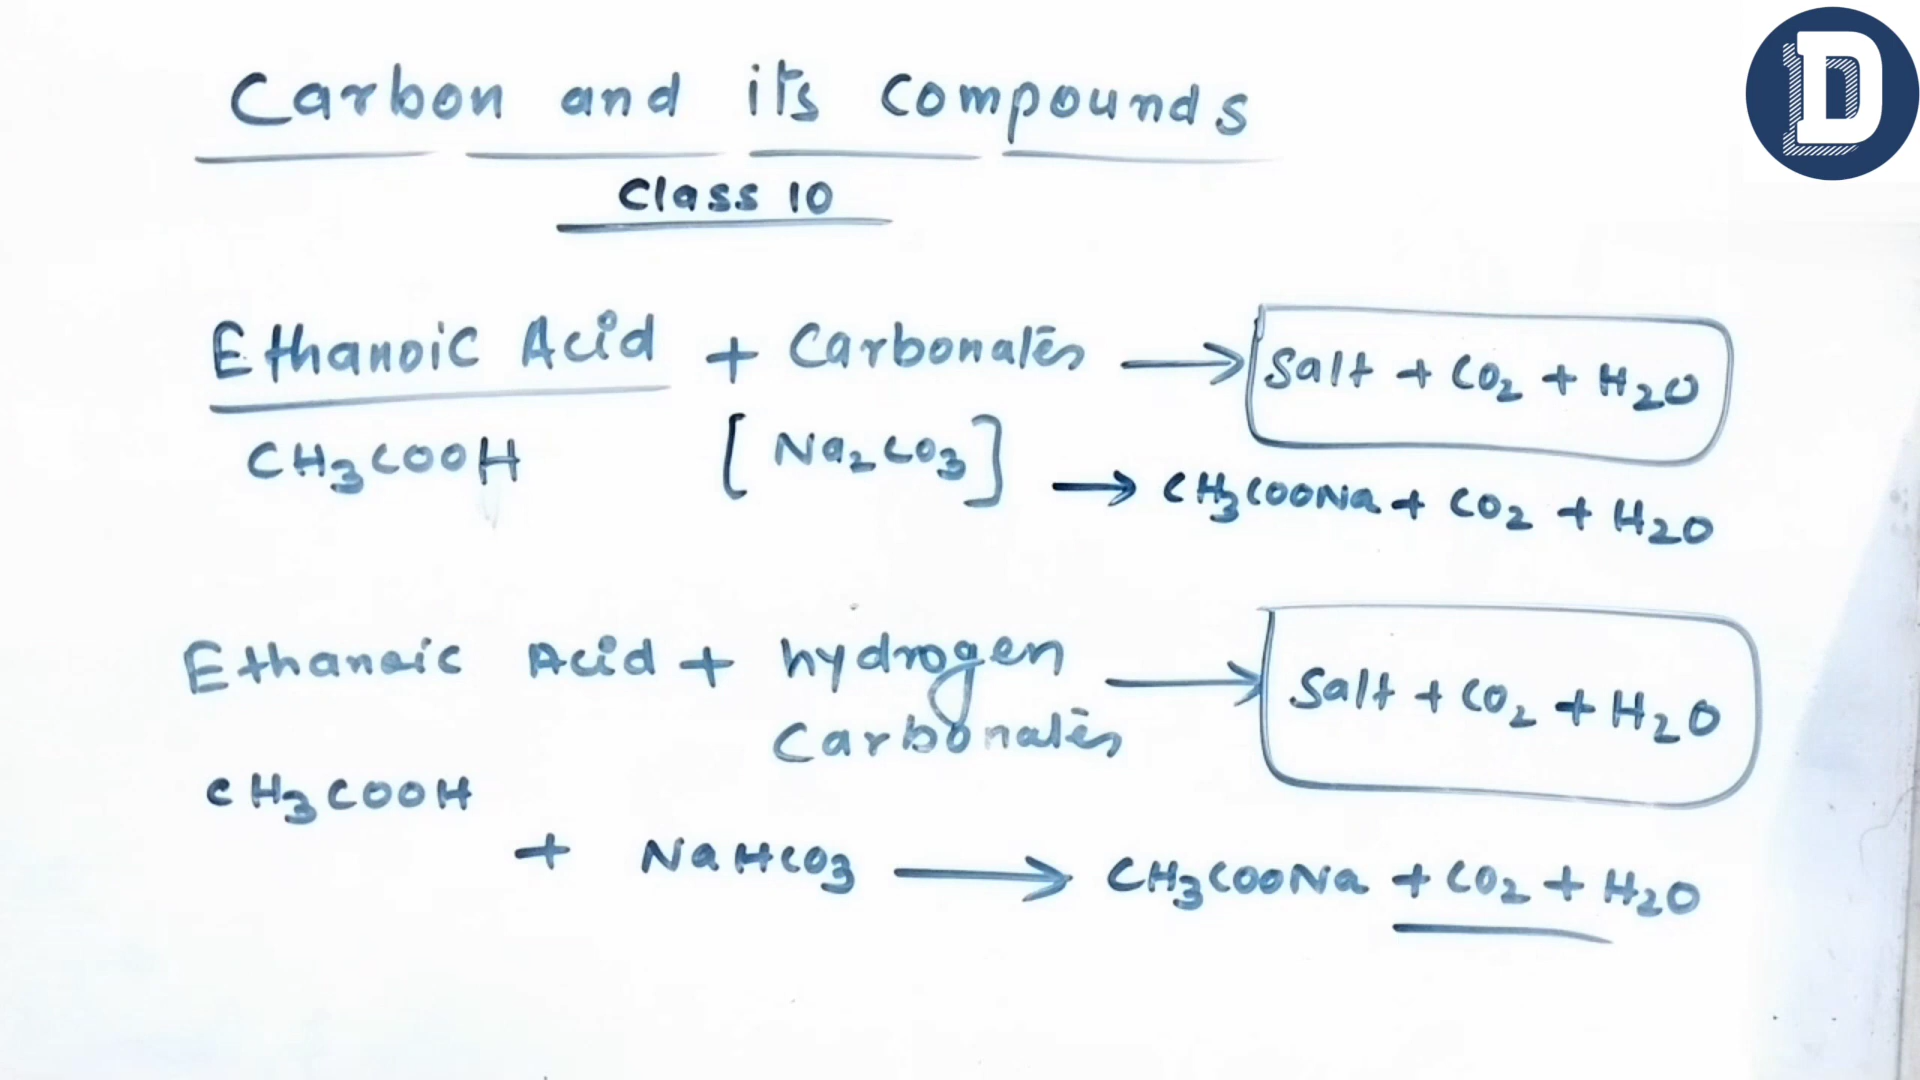 D
Carbon and its Compounds
Class 10
Ethanoic Acid + Carbonates → Salt + CO2 + H2O
CH3COOH [Na2CO3] → CH3COONa + CO2 + H2O
Ethanoic Acid + hydrogen Carbonates → Salt + CO2 + H2O
CH3COOH
+ NaHCO3 → CH3COONa + CO2 + H2O